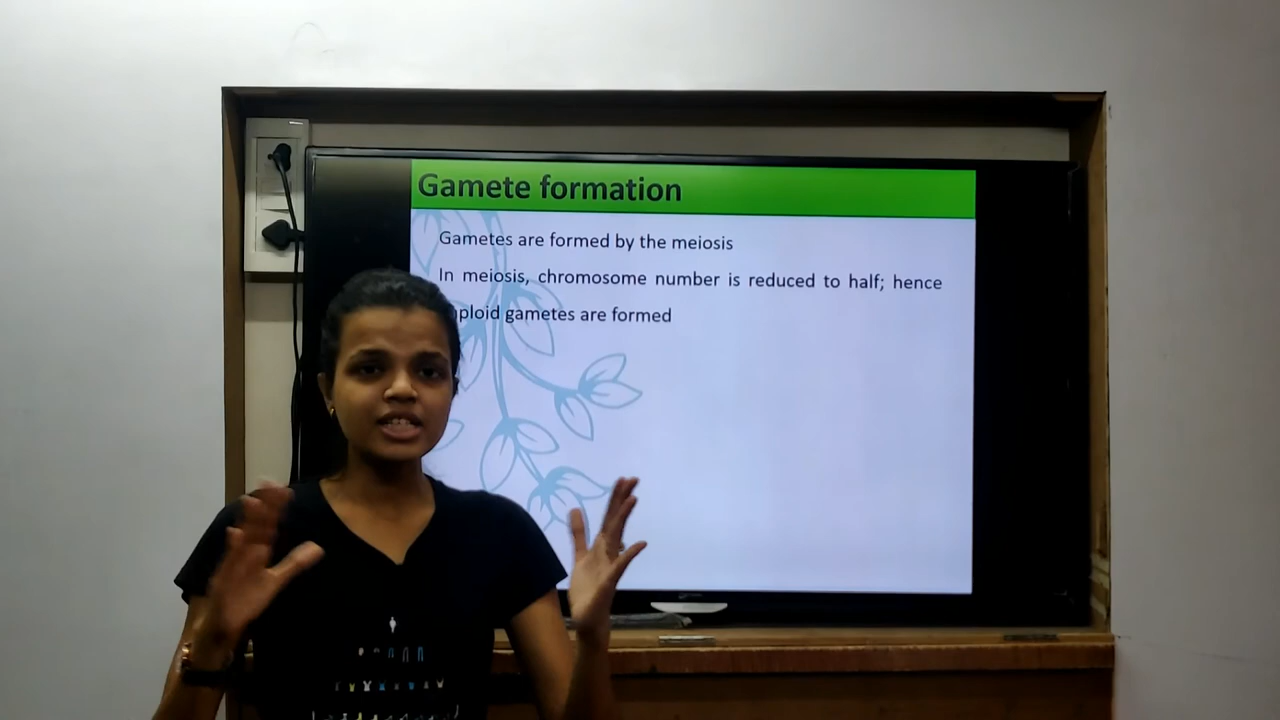 Gamete formation
Gametes are formed by the meiosis
In meiosis, chromosome number is reduced to half; hence
gametes are formed